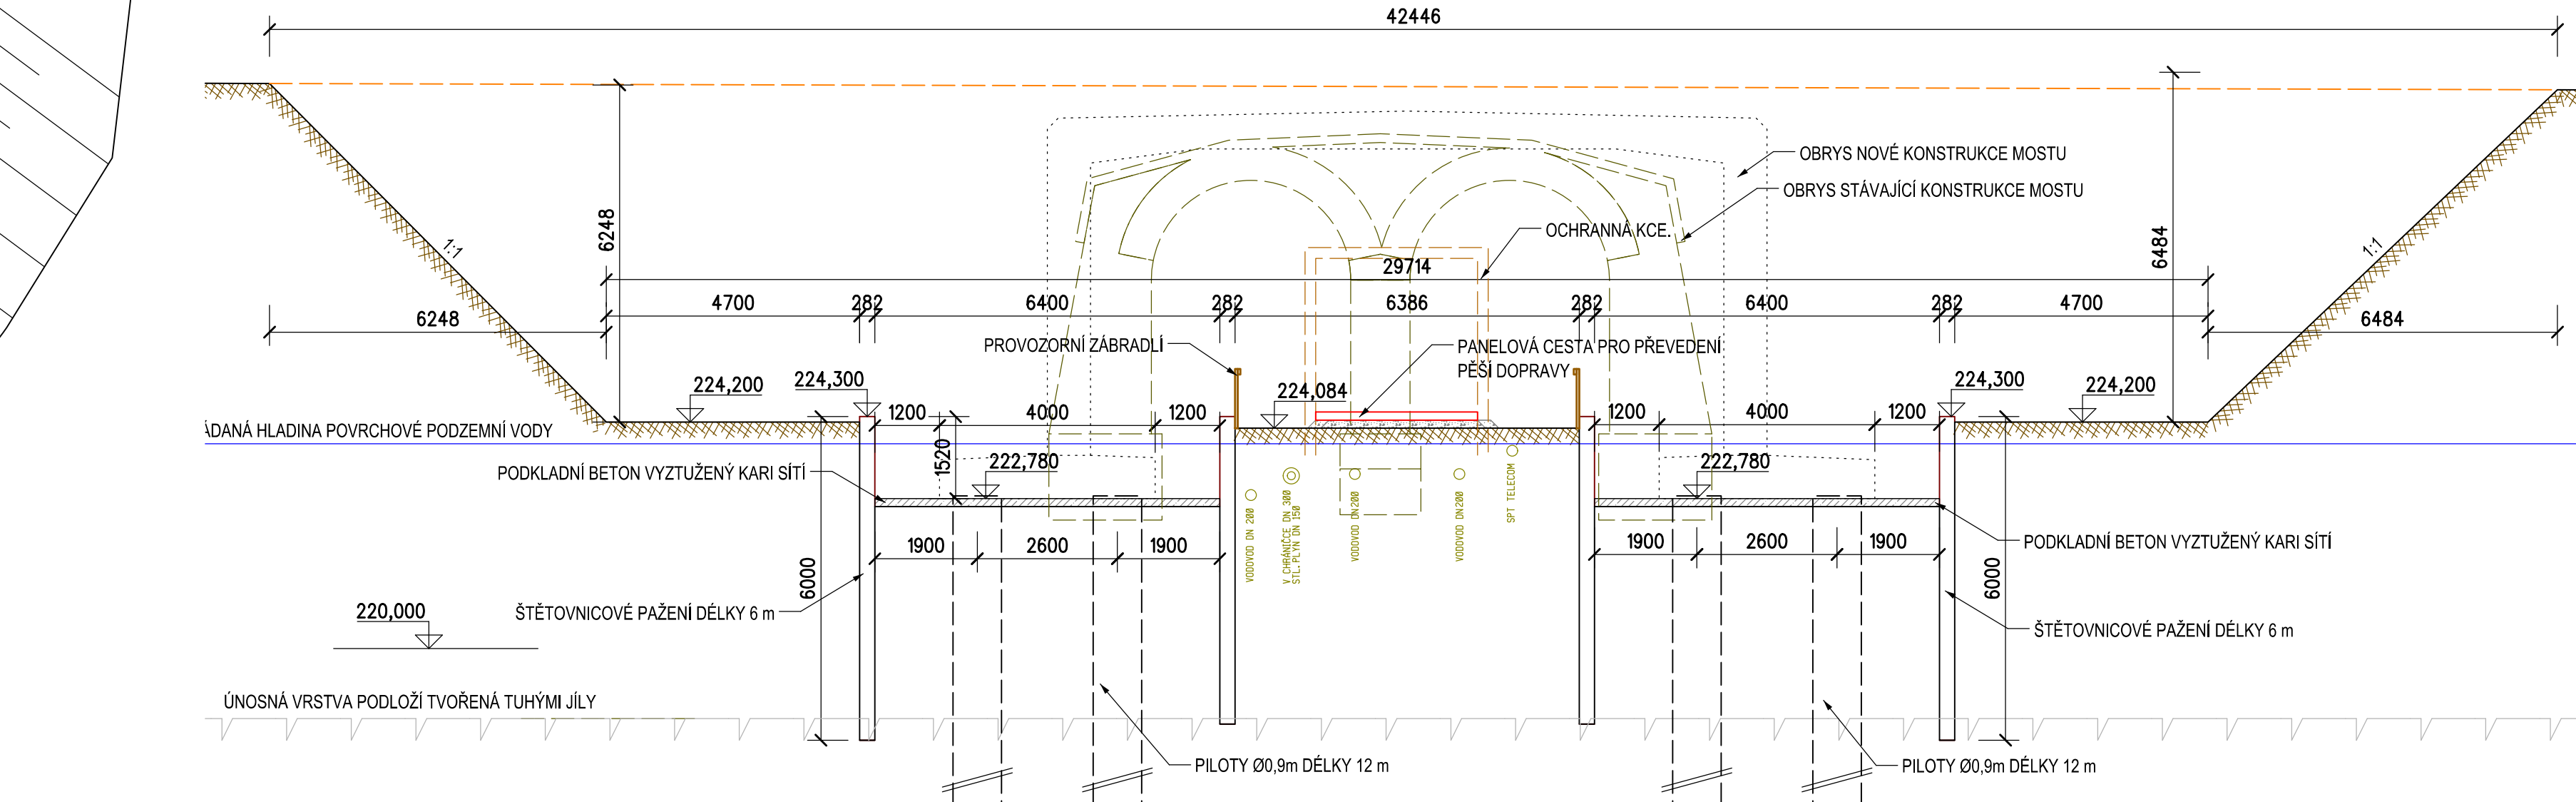 42446
OBRYS NOVÉ KONSTRUKCE MOSTU
OBRYS STÁVAJÍCÍ KONSTRUKCE MOSTU
OCHRANNÁ KCE.
6248
1:1
6484
1:1
29714
4700
282
6400
282
6386
282
6400
282
4700
6248
6484
PROVOZORNÍ ZÁBRADLÍ
PANELOVÁ CESTA PRO PŘEVEDENÍ
PĚŠÍ DOPRAVY
224,200
224,300
224,084
224,300
224,200
1200
4000
1200
1200
4000
1200
ÁDANÁ HLADINA POVRCHOVÉ PODZEMNÍ VODY
1520
222,780
222,780
PODKLADNÍ BETON VYZTUŽENÝ KARI SÍTÍ
VODOVOD DN 200
V CHRÁNIČCE DN 300
STL. PLYN DN 150
VODOVOD DN200
VODOVOD DN200
SPT TELECOM
1900
2600
1900
1900
2600
1900
PODKLADNÍ BETON VYZTUŽENÝ KARI SÍTÍ
6000
6000
220,000
ŠTĚTOVNICOVÉ PAŽENÍ DÉLKY 6 m
ŠTĚTOVNICOVÉ PAŽENÍ DÉLKY 6 m
ÚNOSNÁ VRSTVA PODLOŽÍ TVOŘENÁ TUHÝMI JÍLY
PILOTY Ø0,9m DÉLKY 12 m
PILOTY Ø0,9m DÉLKY 12 m